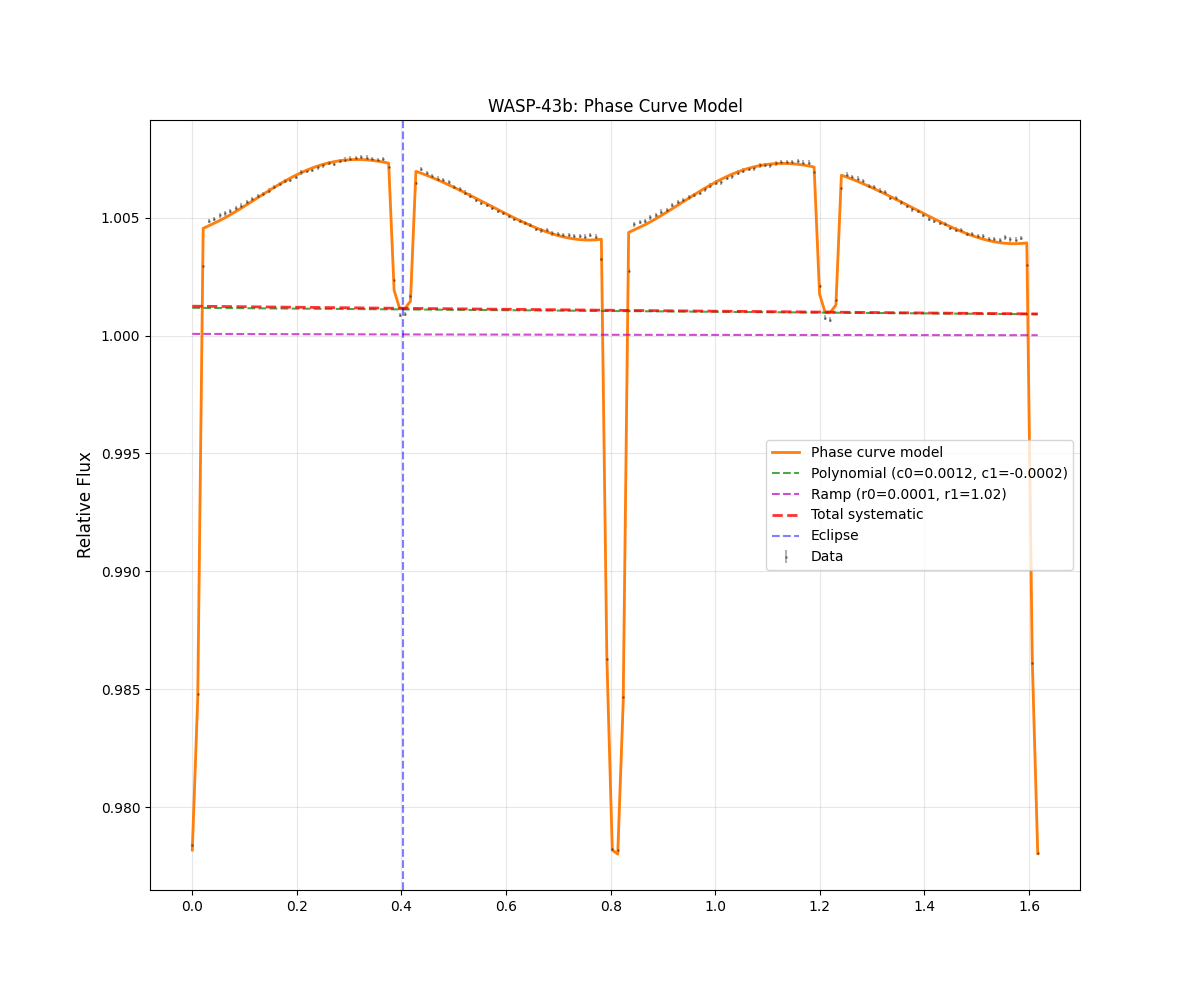 WASP-43b: Phase Curve Model
Relative Flux
1.005
1.000
0.995
0.990
0.985
0.980
0.0 0.2 0.4 0.6 0.8 1.0 1.2 1.4 1.6
Phase curve model
Polynomial (c0=0.0012, c1=-0.0002)
Ramp (r0=0.0001, r1=1.02)
Total systematic
Eclipse
Data